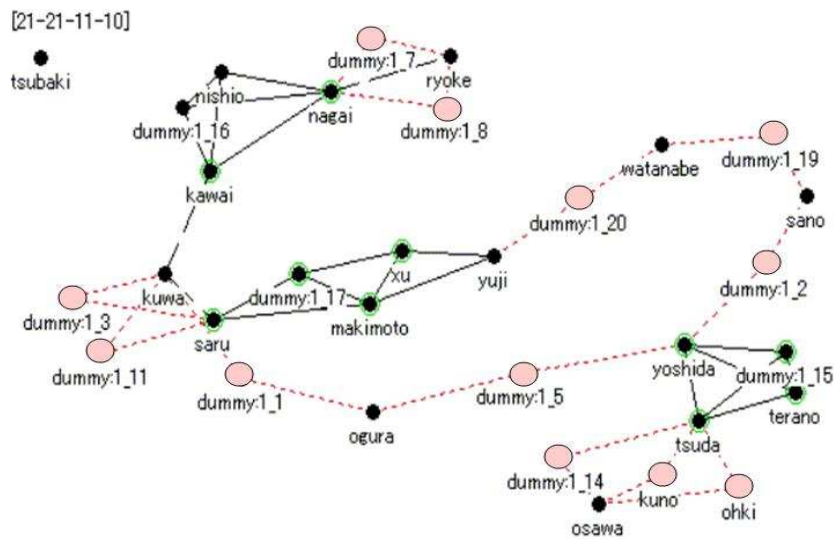 [21-21-11-10]
tsubaki
dummy:1_7
ryoke
nishio
nagai
dummy:1_16
dummy:1_8
kawai
watanabe
dummy:1_19
dummy:1_20
sano
xu
yuji
dummy:1_2
kuwa
dummy:1_17
dummy:1_3
makimoto
saru
dummy:1_11
yoshida
dummy:1_15
dummy:1_1
dummy:1_5
terano
ogura
tsuda
dummy:1_14
kuno
ohki
osawa